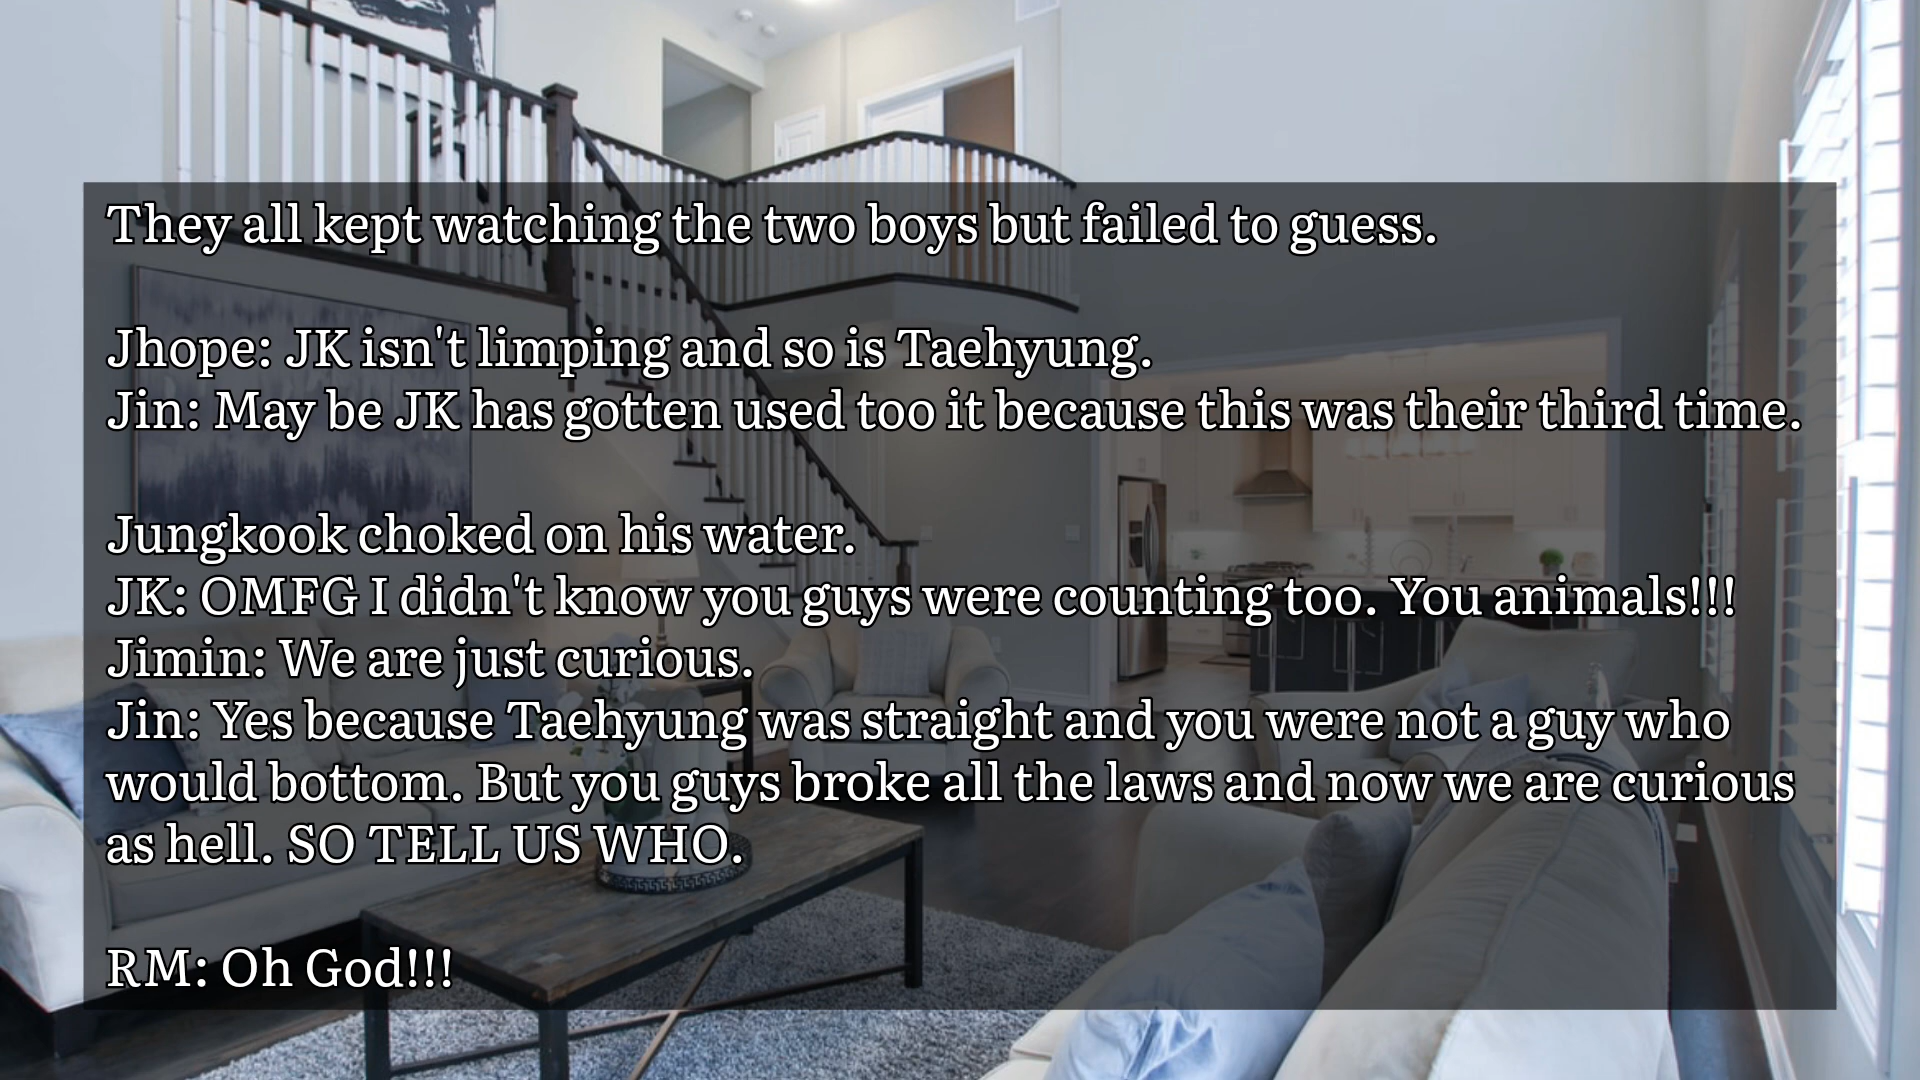 They all kept watching the two boys but failed to guess.
Jhope: JK isn't limping and so is Taehyung.
Jin: May be JK has gotten used too it because this was their third time.
Jungkook choked on his water.
JK: OMFG I didn't know you guys were counting too. You animals!!!
Jimin: We are just curious.
Jin: Yes because Taehyung was straight and you were not a guy who
would bottom. But you guys broke all the laws and now we are curious
as hell. SO TELL US WHO.
RM: Oh God!!!